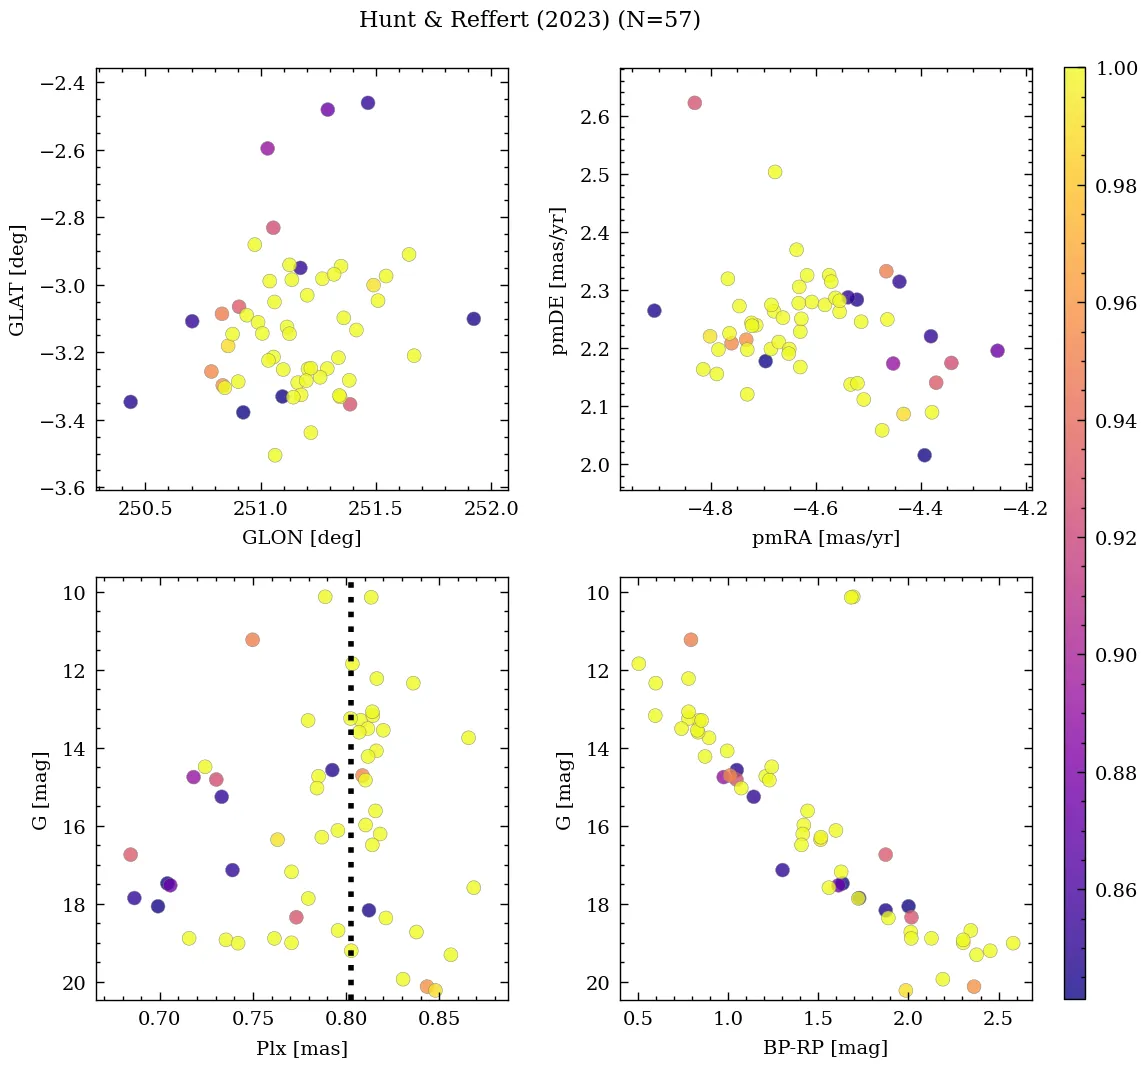 Hunt & Reffert (2023) (N=57)
−2.4
−2.6
−2.8
−3.0
−3.2
−3.4
−3.6
GLAT [deg]
250.5 251.0 251.5 252.0
GLON [deg]
2.6
2.5
2.4
2.3
2.2
2.1
2.0
pmDE [mas/yr]
−4.8 −4.6 −4.4 −4.2
pmRA [mas/yr]
10
12
14
16
18
20
G [mag]
0.70 0.75 0.80 0.85
Plx [mas]
10
12
14
16
18
20
G [mag]
0.5 1.0 1.5 2.0 2.5
BP-RP [mag]
1.00
0.98
0.96
0.94
0.92
0.90
0.88
0.86